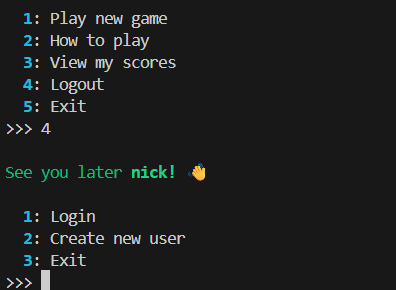 1: Play new game
2: How to play
3: View my scores
4: Logout
5: Exit
>>> 4
See you later nick! 👋
1: Login
2: Create new user
3: Exit
>>>